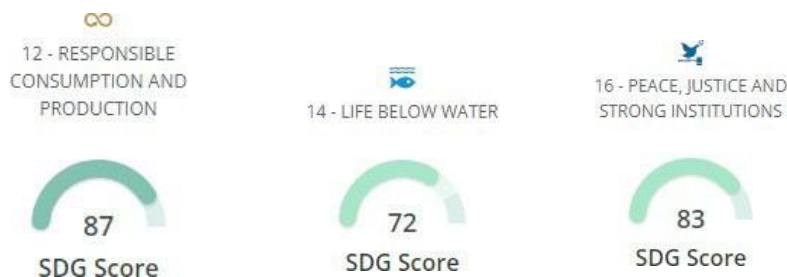 12 - RESPONSIBLE
CONSUMPTION AND
PRODUCTION
87
SDG Score
14 - LIFE BELOW WATER
72
SDG Score
16 - PEACE, JUSTICE AND
STRONG INSTITUTIONS
83
SDG Score